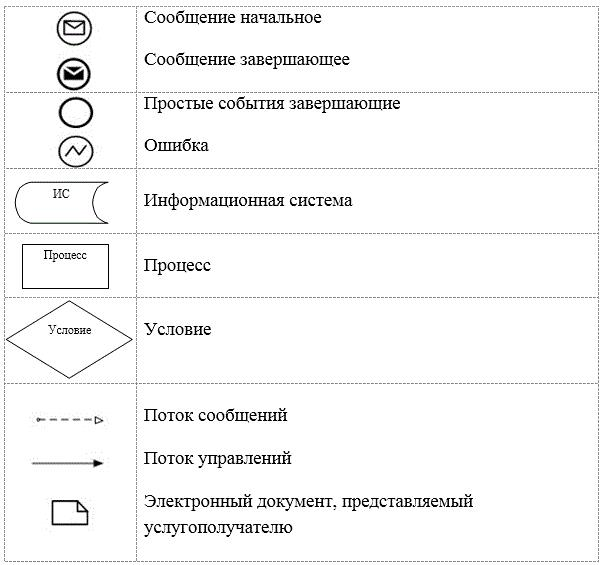 Сообщение начальное
Сообщение завершающее
Простые события завершающие
Ошибка
ИС
Информационная система
Процесс
Процесс
Условие
Условие
Поток сообщений
Поток управлений
Электронный документ, представляемый
услугополучателю